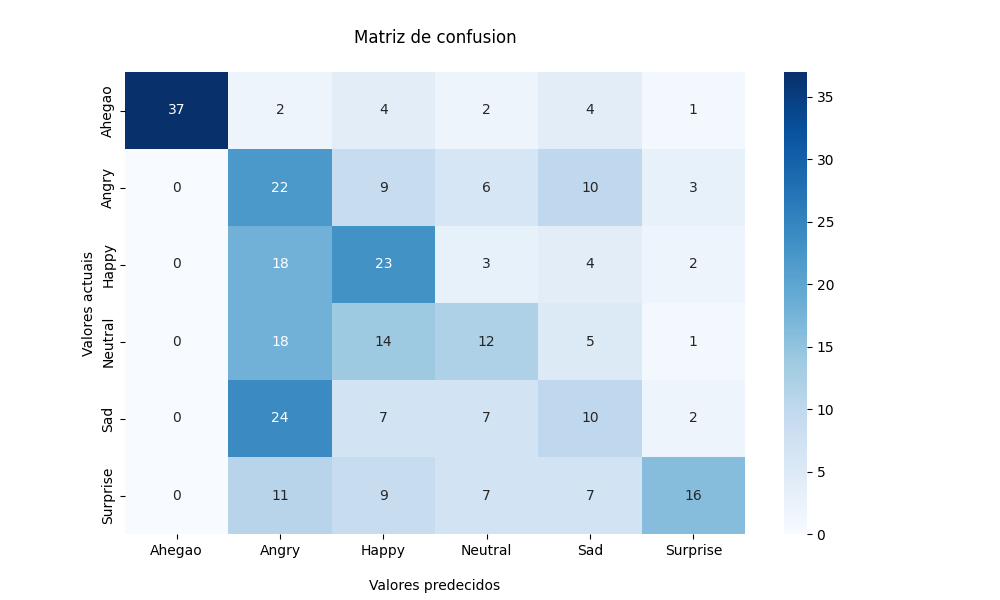 Matriz de confusion
Valores actuais
Ahegao 37 2 4 2 4 1
Angry 0 22 9 6 10 3
Happy 0 18 23 3 4 2
Neutral 0 18 14 12 5 1
Sad 0 24 7 7 10 2
Surprise 0 11 9 7 7 16
Ahegao Angry Happy Neutral Sad Surprise
Valores predecidos
35
30
25
20
15
10
5
0